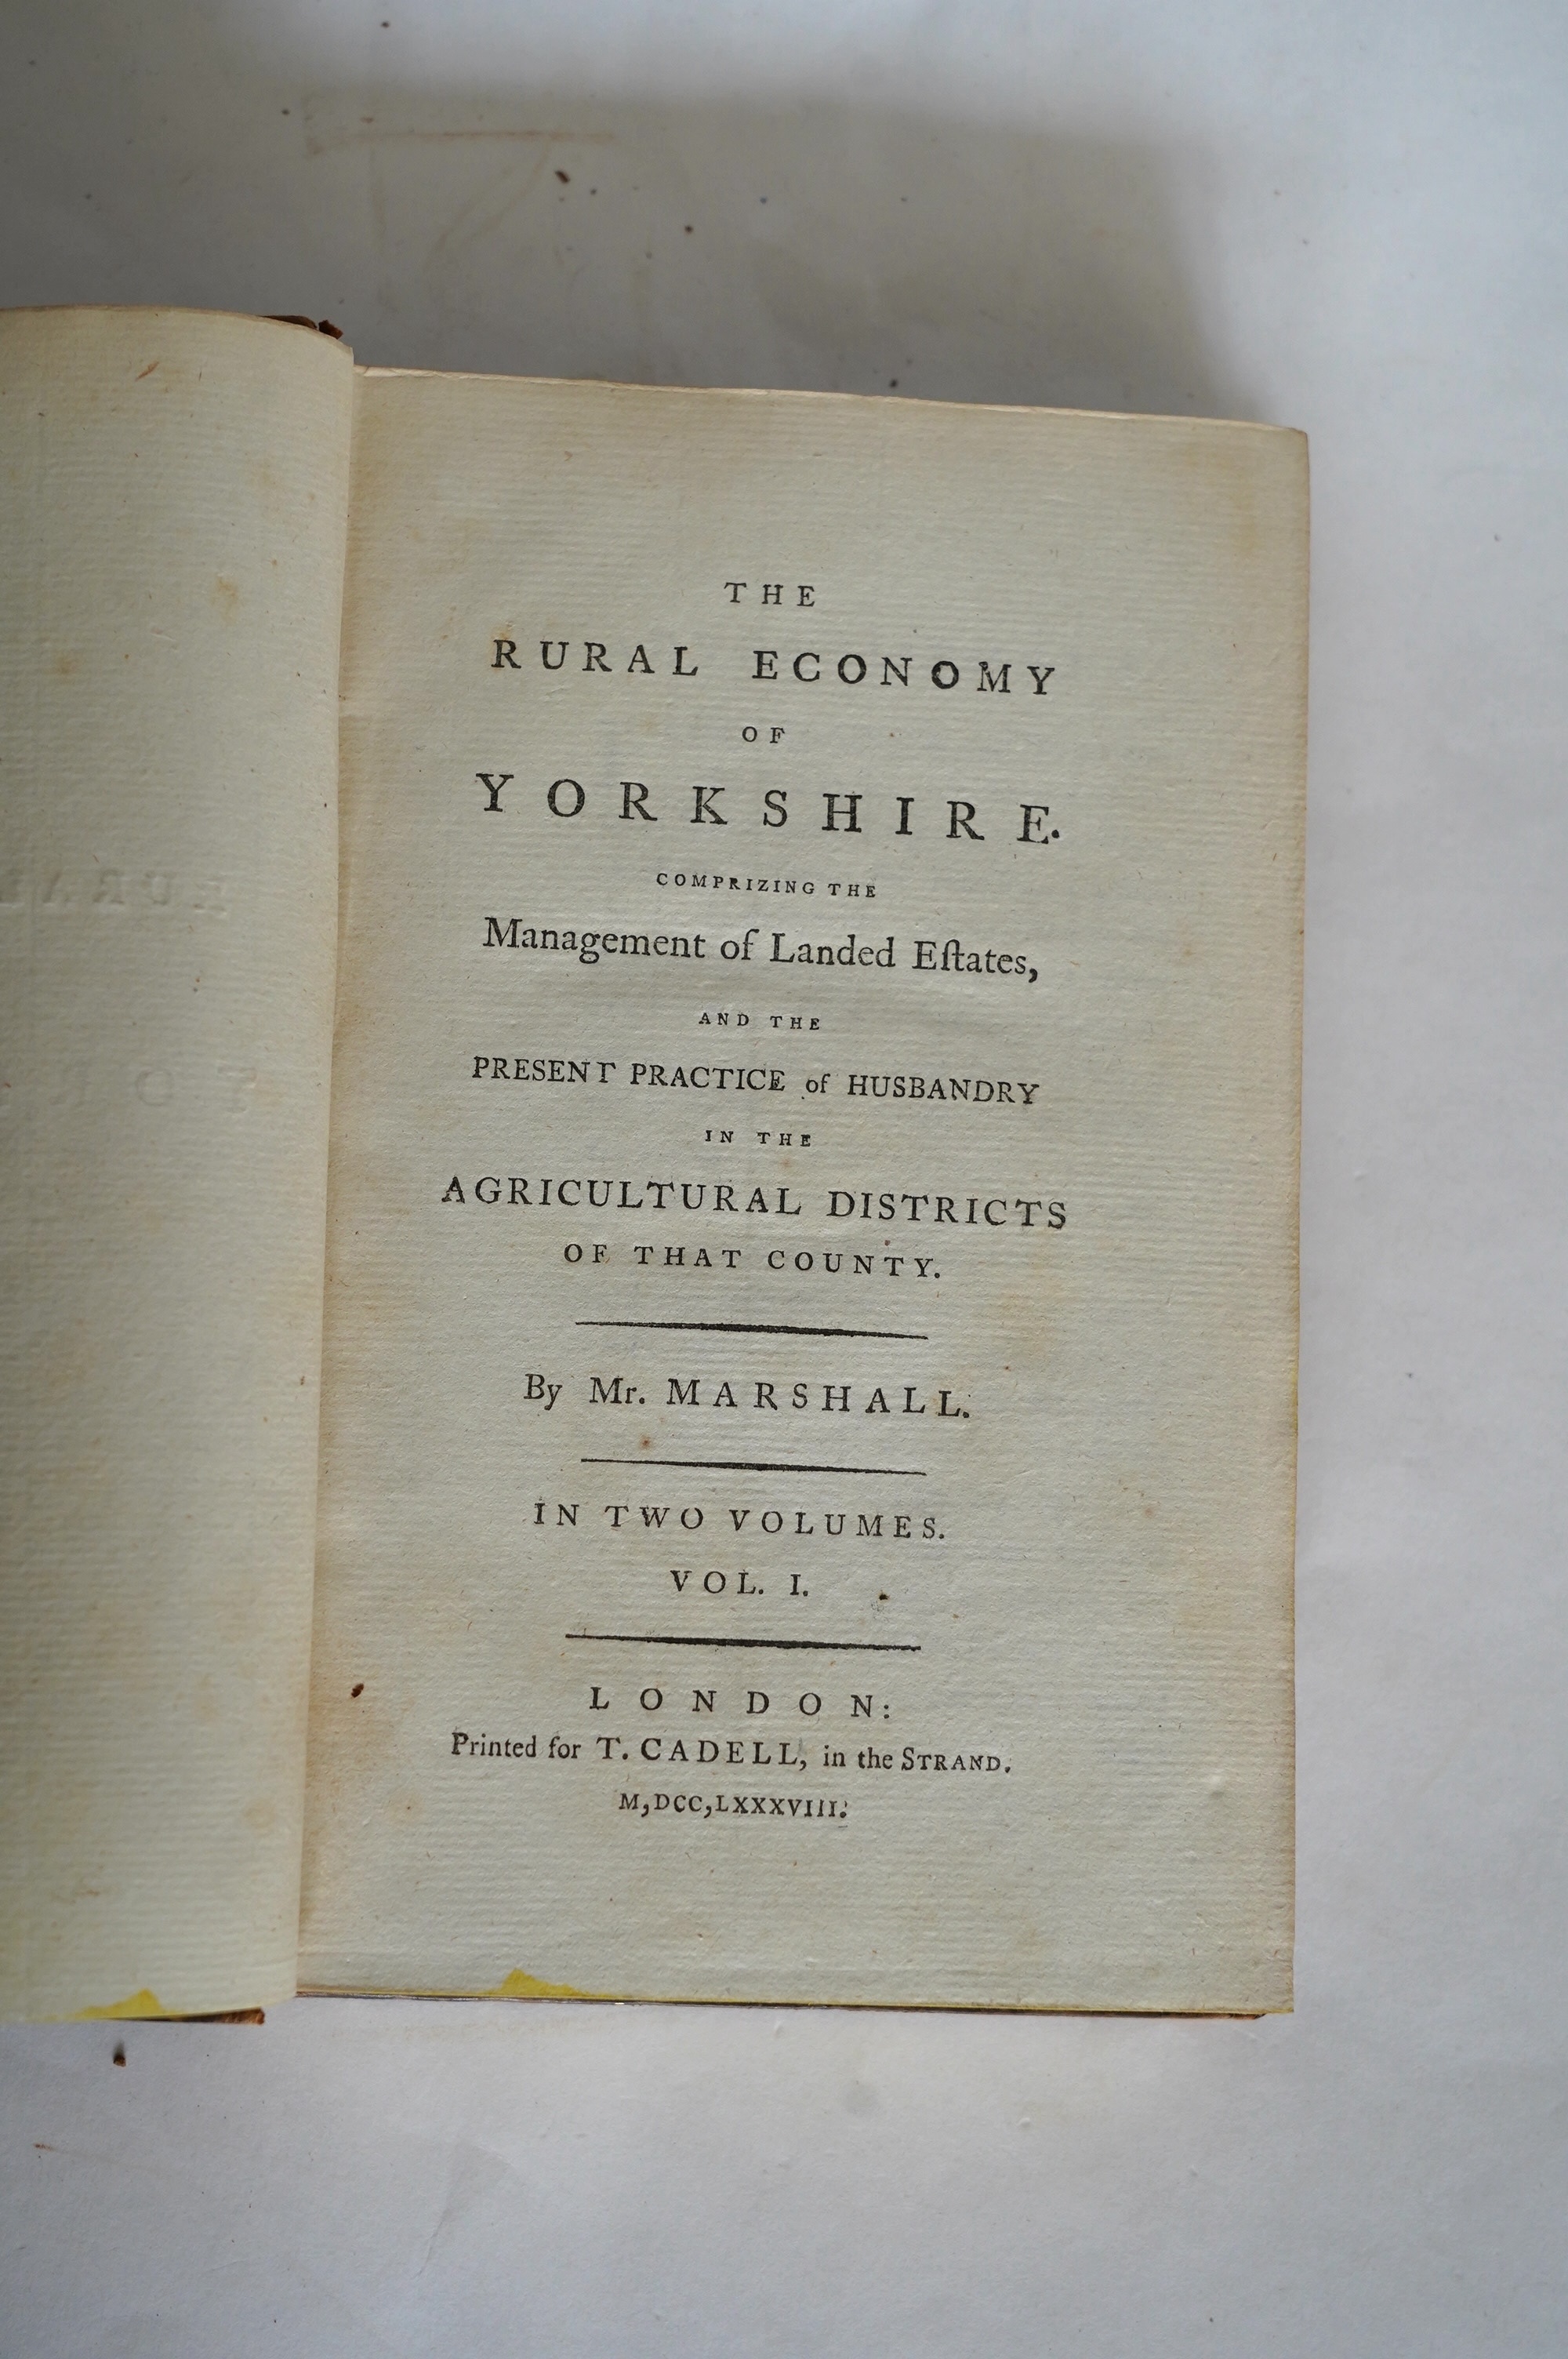 THE
RURAL ECONOMY
OF
YORKSHIRE.
COMPRIZING THE
Management of Landed Eſtates,
AND THE
PRESENT PRACTICE of HUSBANDRY
IN THE
AGRICULTURAL DISTRICTS
OF THAT COUNTY.
By Mr. MARSHALL.
IN TWO VOLUMES.
VOL. I.
LONDON:
Printed for T. CADELL, in the STRAND.
M,DCC,LXXXVIII.